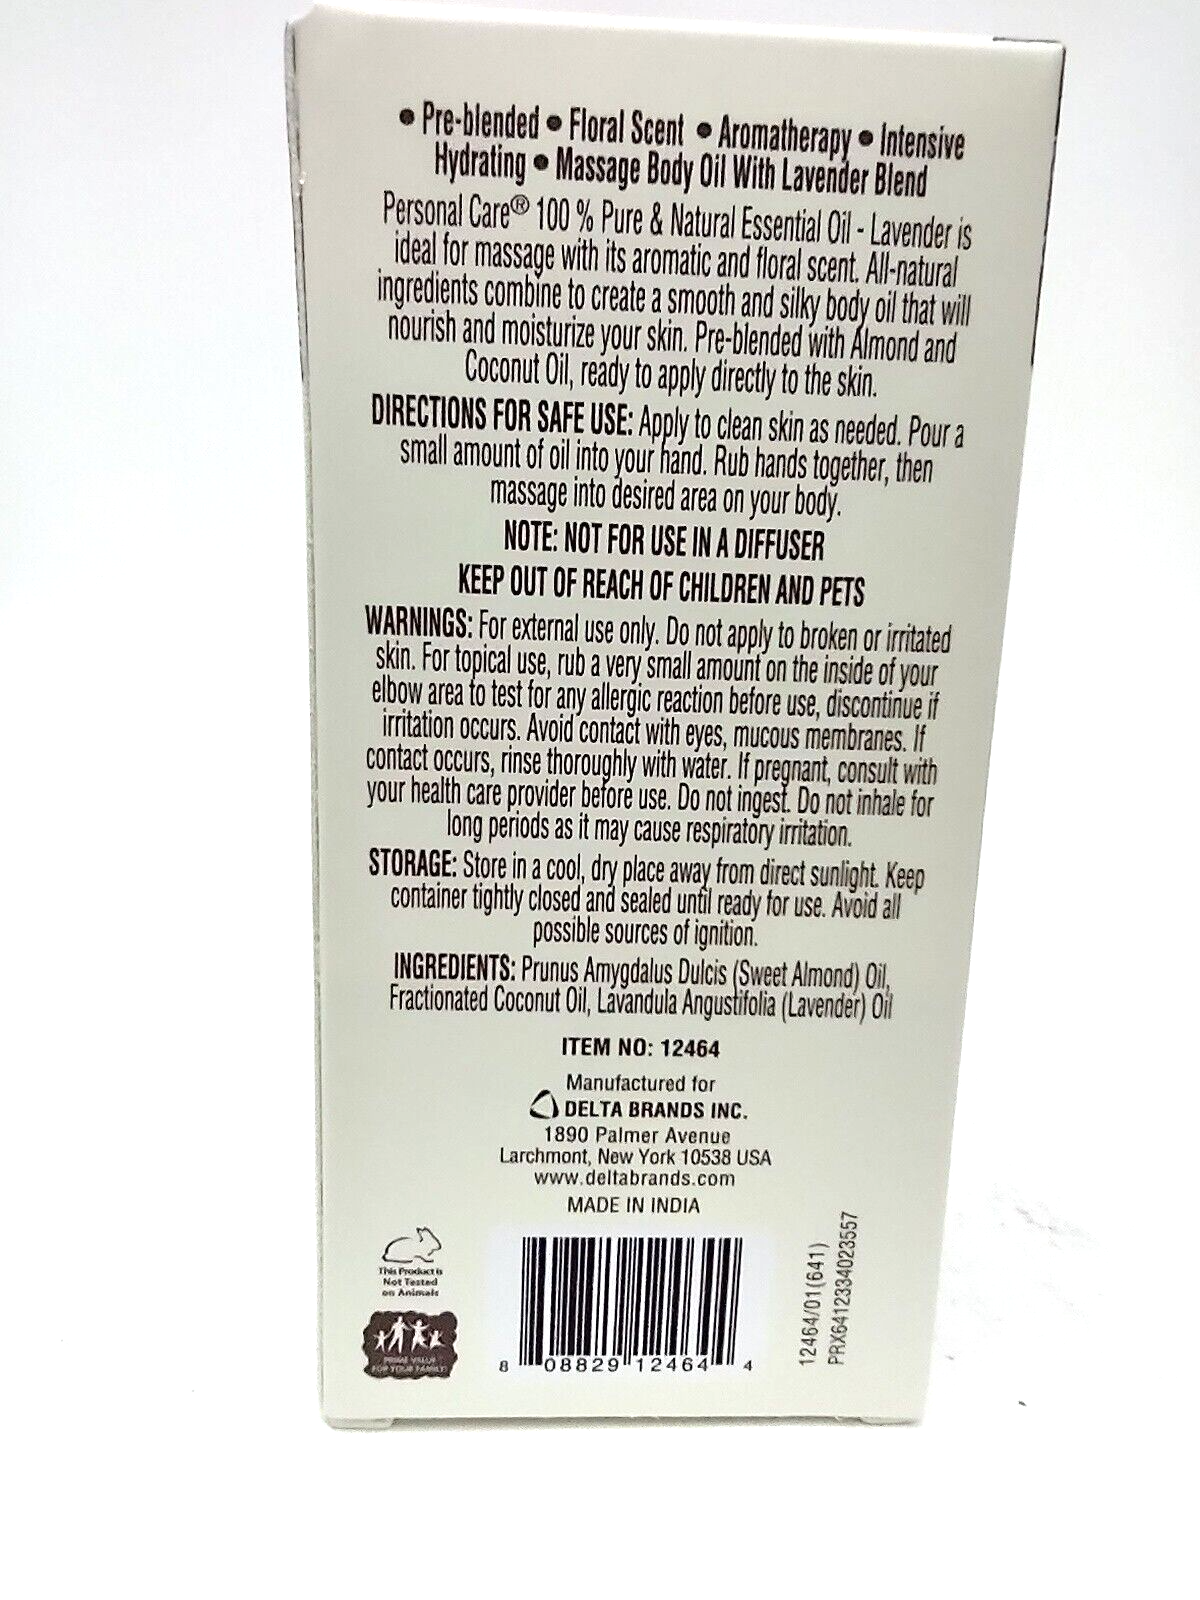 • Pre-blended • Floral Scent • Aromatherapy • Intensive
Hydrating • Massage Body Oil With Lavender Blend
Personal Care® 100 % Pure & Natural Essential Oil - Lavender is
ideal for massage with its aromatic and floral scent. All-natural
ingredients combine to create a smooth and silky body oil that will
nourish and moisturize your skin. Pre-blended with Almond and
Coconut Oil, ready to apply directly to the skin.
DIRECTIONS FOR SAFE USE: Apply to clean skin as needed. Pour a
small amount of oil into your hand. Rub hands together, then
massage into desired area on your body.
NOTE: NOT FOR USE IN A DIFFUSER
KEEP OUT OF REACH OF CHILDREN AND PETS
WARNINGS: For external use only. Do not apply to broken or irritated
skin. For topical use, rub a very small amount on the inside of your
elbow area to test for any allergic reaction before use, discontinue if
irritation occurs. Avoid contact with eyes, mucous membranes. If
contact occurs, rinse thoroughly with water. If pregnant, consult with
your health care provider before use. Do not ingest. Do not inhale for
long periods as it may cause respiratory irritation.
STORAGE: Store in a cool, dry place away from direct sunlight. Keep
container tightly closed and sealed until ready for use. Avoid all
possible sources of ignition.
INGREDIENTS: Prunus Amygdalus Dulcis (Sweet Almond) Oil,
Fractionated Coconut Oil, Lavandula Angustifolia (Lavender) Oil
ITEM NO: 12464
Manufactured for
DELTA BRANDS INC.
1890 Palmer Avenue
Larchmont, New York 10538 USA
www.deltabrands.com
MADE IN INDIA
This Product is
Not Tested
on Animals
PRIME VALUE
FOR YOUR FAMILY!
8 08829 12464 4
12464/01(641)
PRX6412334023557